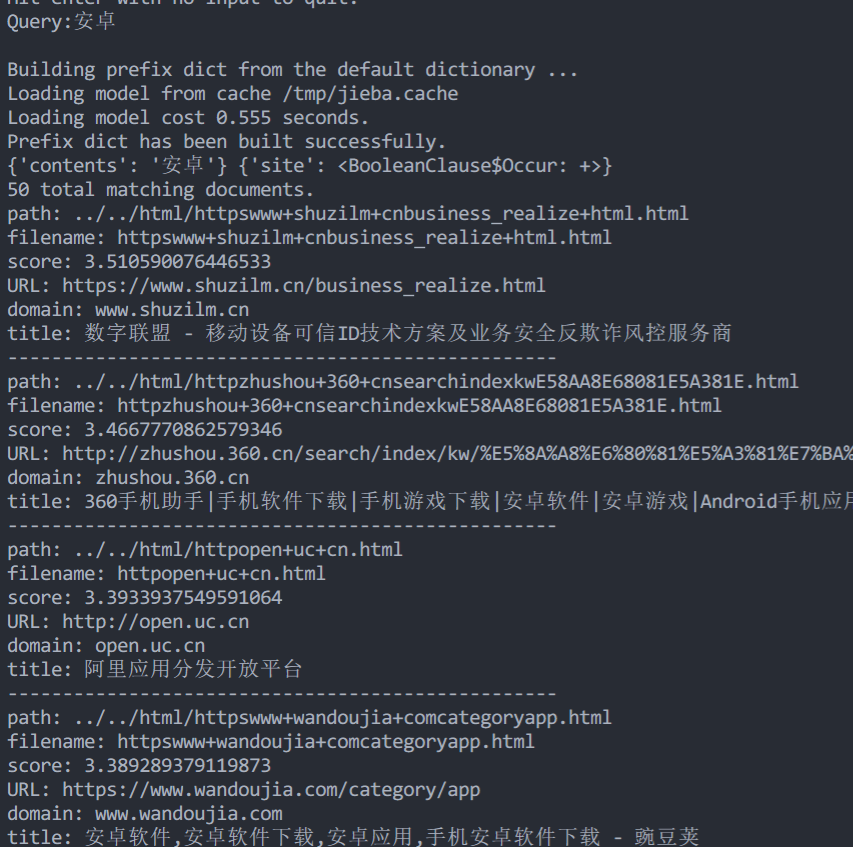 Hit enter with no input to quit.
Query:安卓
Building prefix dict from the default dictionary ...
Loading model from cache /tmp/jieba.cache
Loading model cost 0.555 seconds.
Prefix dict has been built successfully.
{'contents': '安卓'} {'site': <BooleanClause$Occur: +>}
50 total matching documents.
path: ../../html/httpswww+shuzilm+cnbusiness_realize+html.html
filename: httpswww+shuzilm+cnbusiness_realize+html.html
score: 3.510590076446533
URL: https://www.shuzilm.cn/business_realize.html
domain: www.shuzilm.cn
title: 数字联盟 - 移动设备可信ID技术方案及业务安全反欺诈风控服务商
--------------------------------------------------
path: ../../html/httpzhushou+360+cnsearchindexkwE58AA8E68081E5A381E.html
filename: httpzhushou+360+cnsearchindexkwE58AA8E68081E5A381E.html
score: 3.4667770862579346
URL: http://zhushou.360.cn/search/index/kw/%E5%8A%A8%E6%80%81%E5%A3%81%E7%BA%
domain: zhushou.360.cn
title: 360手机助手|手机软件下载|手机游戏下载|安卓软件|安卓游戏|Android手机应用
--------------------------------------------------
path: ../../html/httpopen+uc+cn.html
filename: httpopen+uc+cn.html
score: 3.3933937549591064
URL: http://open.uc.cn
domain: open.uc.cn
title: 阿里应用分发开放平台
--------------------------------------------------
path: ../../html/httpswww+wandoujia+comcategoryapp.html
filename: httpswww+wandoujia+comcategoryapp.html
score: 3.389289379119873
URL: https://www.wandoujia.com/category/app
domain: www.wandoujia.com
title: 安卓软件,安卓软件下载,安卓应用,手机安卓软件下载 - 豌豆荚